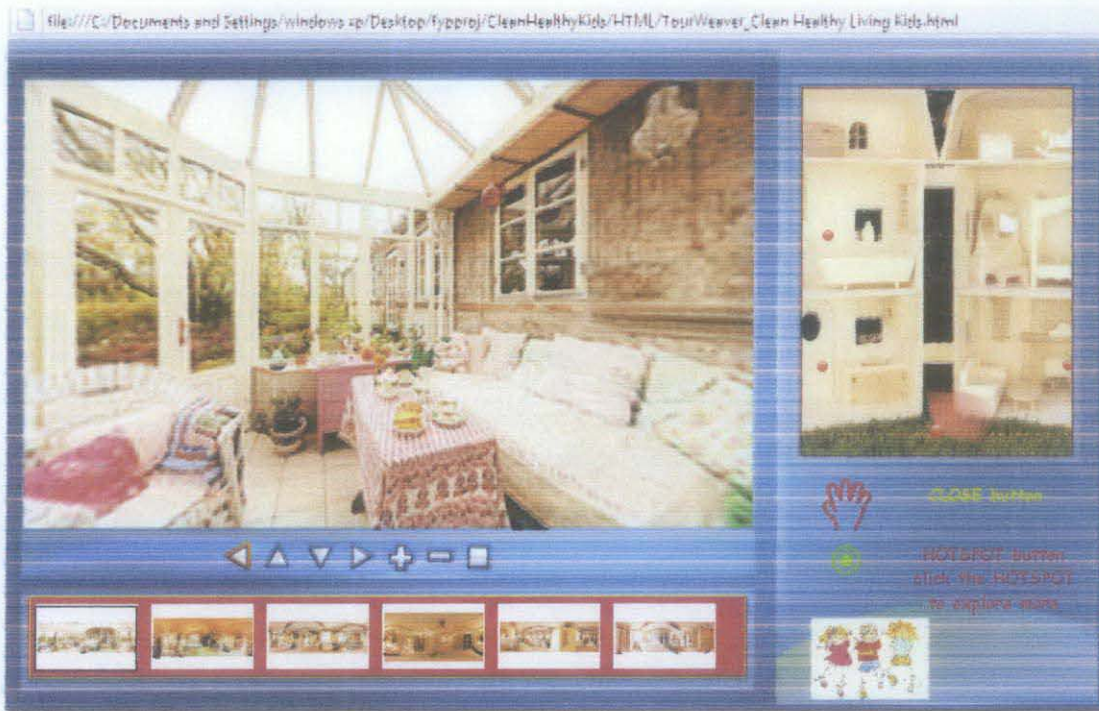 file:///C:/Documents and Settings/windows xp/Desktop/fypproj/CleanHealthyKids/HTML/TourWeaver_Clean Healthy Living Kids.html
CLOSE button
HOTSPOT button
click the HOTSPOT
to explore more